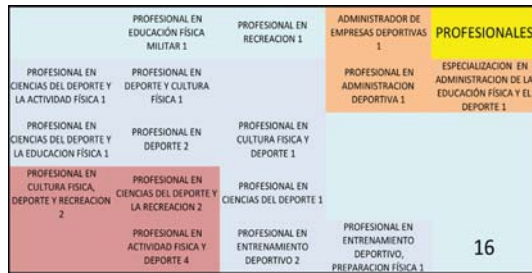 PROFESIONAL EN
EDUCACIÓN FÍSICA
MILITAR 1
PROFESIONAL EN
RECREACION 1
ADMINISTRADOR DE
EMPRESAS DEPORTIVAS
1
PROFESIONALES
PROFESIONAL EN
CIENCIAS DEL DEPORTE Y
LA ACTIVIDAD FÍSICA 1
PROFESIONAL EN
DEPORTE Y CULTURA
FÍSICA 1
PROFESIONAL EN
ADMINISTRACION
DEPORTIVA 1
ESPECIALIZACION EN
ADMINISTRACION DE LA
EDUCACIÓN FÍSICA Y EL
DEPORTE 1
PROFESIONAL EN
CIENCIAS DEL DEPORTE Y
LA EDUCACION FÍSICA 1
PROFESIONAL EN
DEPORTE 2
PROFESIONAL EN
CULTURA FISICA Y
DEPORTE 1
PROFESIONAL EN
CULTURA FISICA,
DEPORTE Y RECREACION
2
PROFESIONAL EN
CIENCIAS DEL DEPORTE Y
LA RECREACION 2
PROFESIONAL EN
CIENCIAS DEL DEPORTE 1
PROFESIONAL EN
ACTIVIDAD FISICA Y
DEPORTE 4
PROFESIONAL EN
ENTRENAMIENTO
DEPORTIVO 2
PROFESIONAL EN
ENTRENAMIENTO
DEPORTIVO,
PREPARACION FÍSICA 1
16